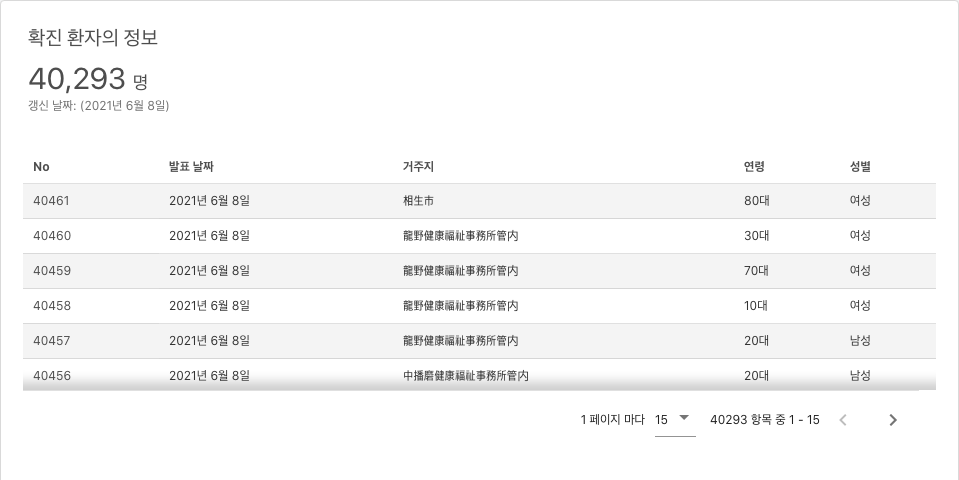 확진 환자의 정보
40,293 명
갱신 날짜: (2021년 6월 8일)
No 발표 날짜 거주지 연령 성별
40461 2021년 6월 8일 相生市 80대 여성
40460 2021년 6월 8일 龍野健康福祉事務所管内 30대 여성
40459 2021년 6월 8일 龍野健康福祉事務所管内 70대 여성
40458 2021년 6월 8일 龍野健康福祉事務所管内 10대 여성
40457 2021년 6월 8일 龍野健康福祉事務所管内 20대 남성
40456 2021년 6월 8일 中播磨健康福祉事務所管内 20대 남성
1 페이지 마다 15 40293 항목 중 1 - 15